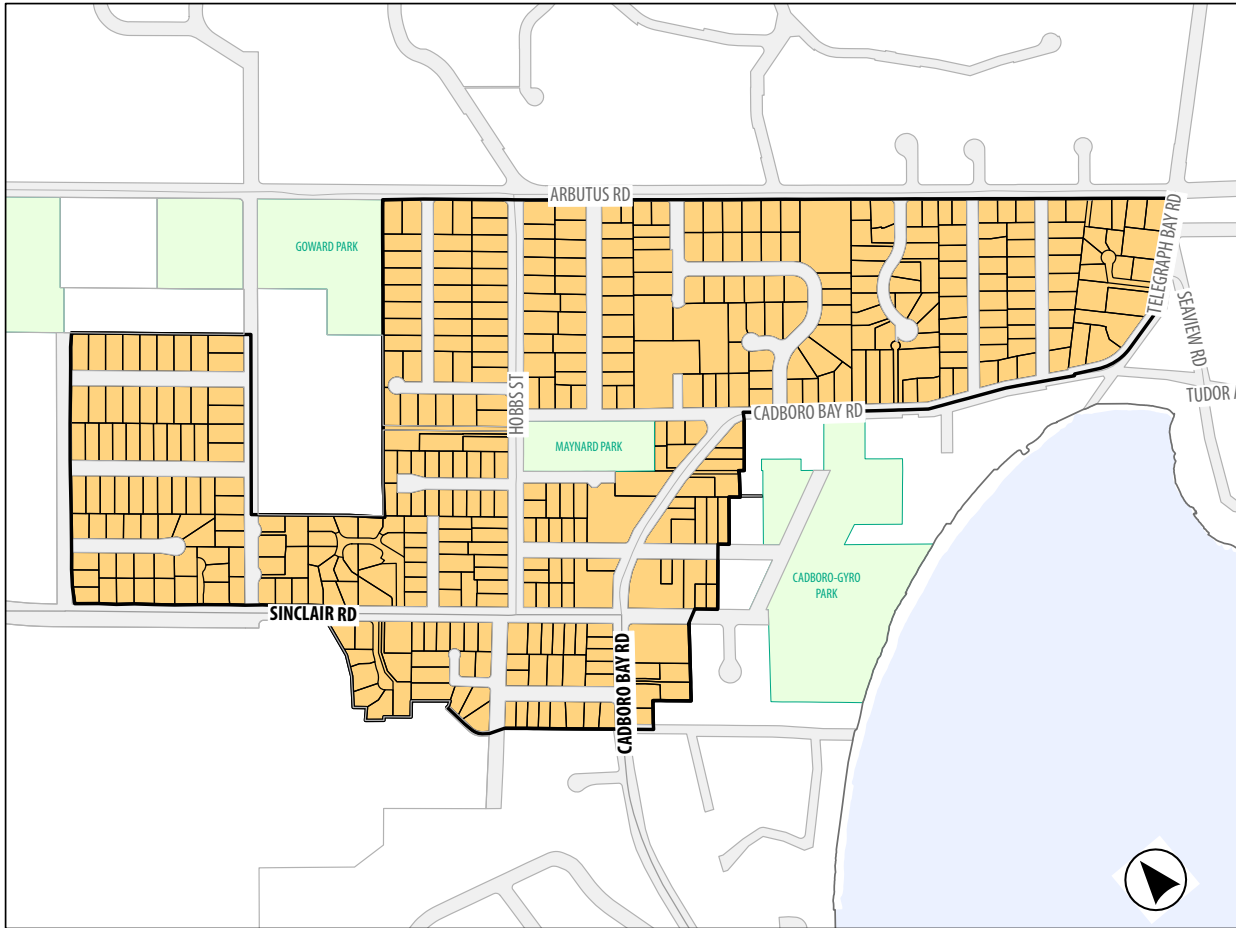 ARBUTUS RD
GOWARD PARK
TELEGRAPH BAY RD
SEAVIEW RD
TUDOR A
HOBBS ST
CADBORO BAY RD
MAYNARD PARK
CADBORO-GYRO
PARK
SINCLAIR RD
CADBORO BAY RD